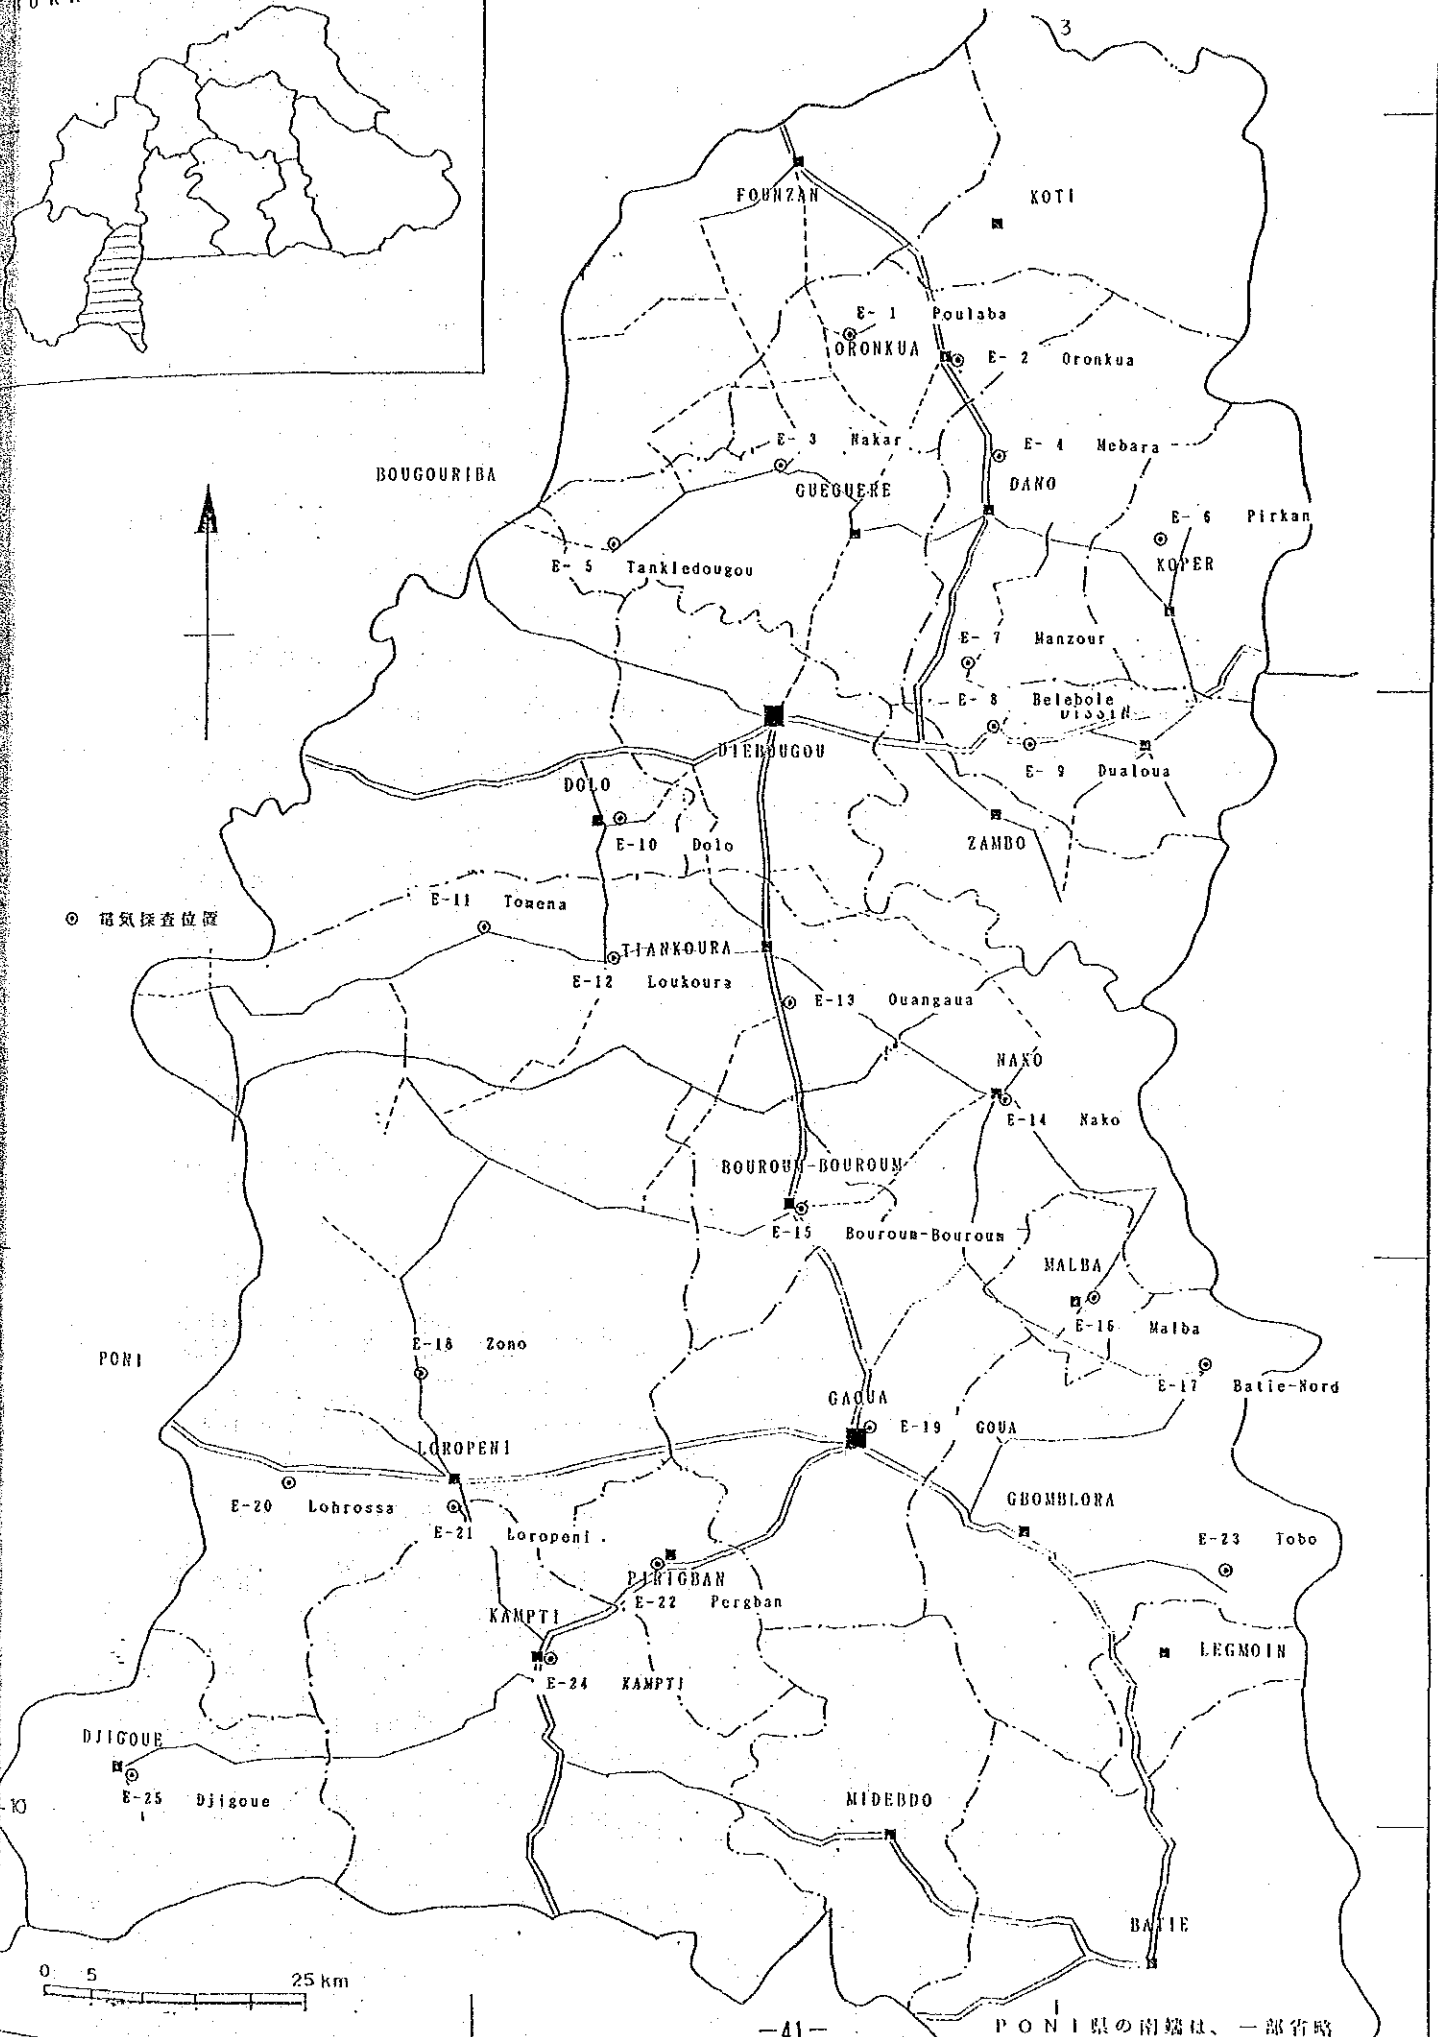 3
FOUNZAN
KOTI
E- 1 Poulaba
ORONKUA
E- 2 Oronkua
E- 3 Nakar
E- 4 Mebara
BOUGOURIBA
GUEGUERE
DANO
E- 6 Pirkan
E- 5 Tankledougou
KOPER
E- 7 Manzour
E- 8 Belebole
DISSIN
DIEBOUGOU
E- 9 Dualoua
DOLO
E-10 Dolo
ZAMBO
E-11 Tomena
◎ 電気探査位置
TIANKOURA
E-12 Loukoura
E-13 Ouangaua
NAKO
E-14 Nako
BOUROUM-BOUROUM
E-15 Bouroum-Bouroum
MALBA
E-16 Malba
E-18 Zono
PONI
E-17 Batie-Nord
GAOUA
E-19 GOUA
LOROPENI
E-20 Lohrossa
GBOMBLORA
E-21 Loropeni
E-23 Tobo
PIRIGBAN
E-22 Pergban
KAMPTI
LEGMOIN
E-24 KAMPTI
DJIGOUE
E-25 Djigoue
10
MIDEBDO
BATIE
0 5 25 km
-41-
PONI県の南端は、一部省略